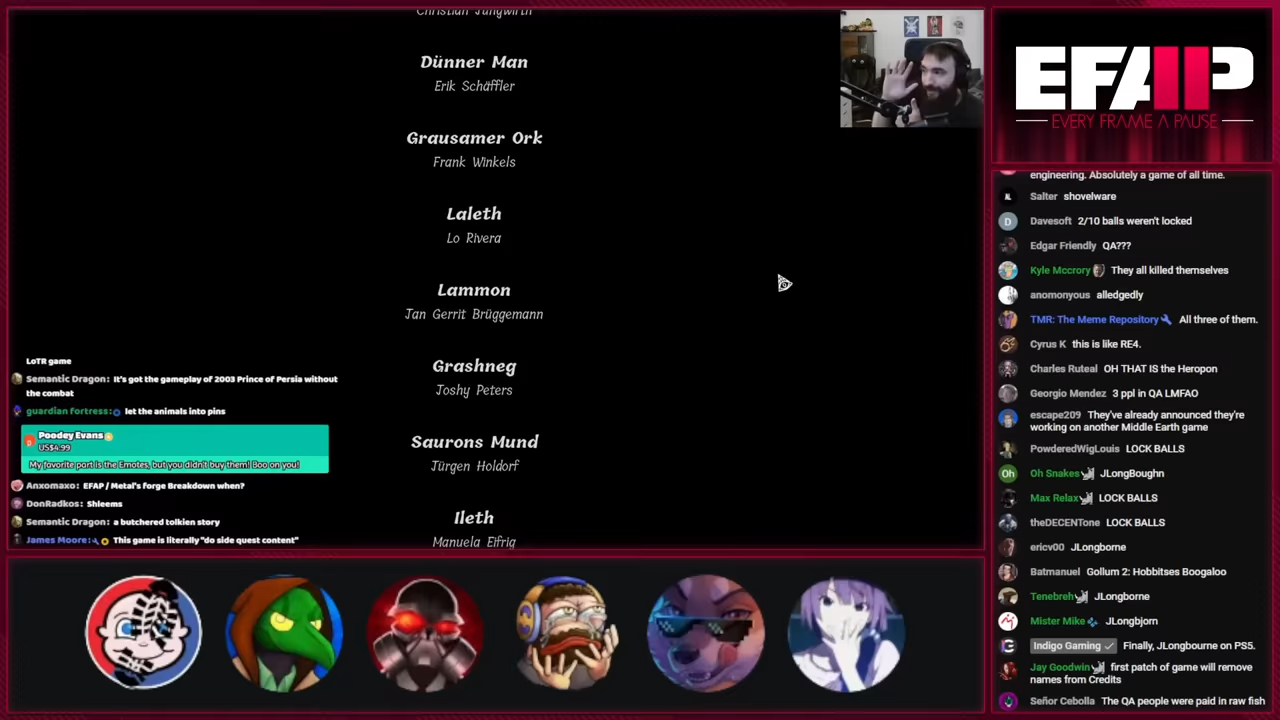 Christian Jungwirth
Dünner Man
Erik Schäffler
Grausamer Ork
Frank Winkels
Laleth
Lo Rivera
Lammon
Jan Gerrit Brüggemann
Grashneg
Joshy Peters
Saurons Mund
Jürgen Holdorf
Ileth
Manuela Eifrig
LoTR game
Semantic Dragon: It's got the gameplay of 2003 Prince of Persia without
the combat
guardian fortress: let the animals into pins
Poodey Evans
US$4.99
My favorite part is the Emotes, but you didn't buy them! Boo on you!
Anxomaxo: EFAP / Metal's forge Breakdown when?
DonRadkos: Shleems
Semantic Dragon: a butchered tolkien story
James Moore: This game is literally "do side quest content"
EFAP
EVERY FRAME A PAUSE
engineering. Absolutely a game of all time.
Salter shovelware
D Davesoft 2/10 balls weren't locked
Edgar Friendly QA???
Kyle Mccrory They all killed themselves
anomonyous alledgedly
TMR: The Meme Repository All three of them.
Cyrus K this is like RE4.
Charles Ruteal OH THAT IS the Heropon
Georgio Mendez 3 ppl in QA LMFAO
escape209 They've already announced they're
working on another Middle Earth game
PowderedWigLouis LOCK BALLS
Oh Oh Snakes JLongBoughn
Max Relax LOCK BALLS
theDECENTone LOCK BALLS
ericv00 JLongborne
Batmanuel Gollum 2: Hobbitses Boogaloo
Tenebreh JLongborne
Mister Mike JLongbjorn
Indigo Gaming Finally, JLongbourne on PS5.
Jay Goodwin first patch of game will remove
names from Credits
Señor Cebolla The QA people were paid in raw fish